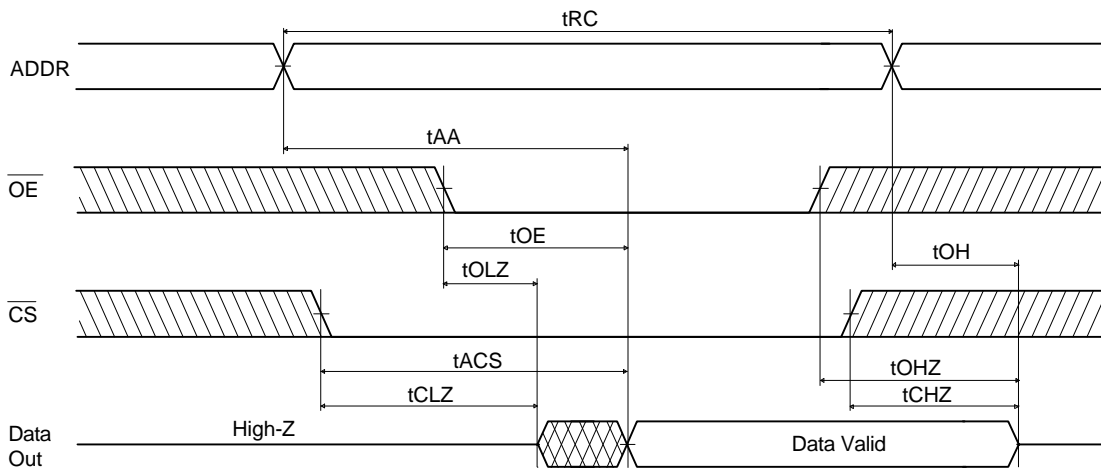 tRC
ADDR
tAA
OE
tOE
tOLZ
tOH
CS
tACS
tOHZ
tCLZ
tCHZ
Data
Out
High-Z
Data Valid